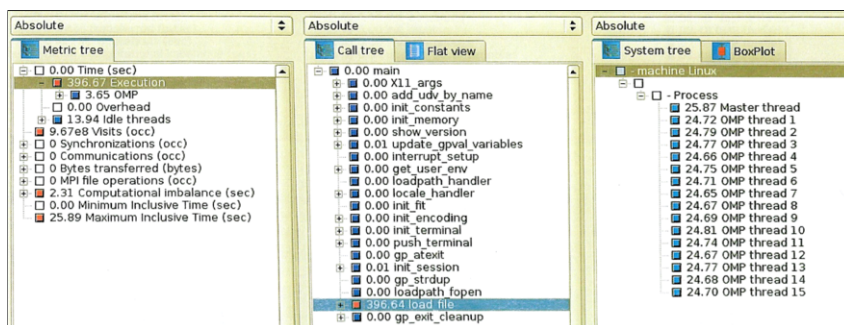 Absolute
Metric tree
0.00 Time (sec)
396.67 Execution
3.65 OMP
0.00 Overhead
13.94 Idle threads
9.67e8 Visits (occ)
0 Synchronizations (occ)
0 Communications (occ)
0 Bytes transferred (bytes)
0 MPI file operations (occ)
2.31 Computational imbalance (sec)
0.00 Minimum Inclusive Time (sec)
25.89 Maximum Inclusive Time (sec)
Absolute
Call tree Flat view
0.00 main
0.00 X11_args
0.00 add_udv_by_name
0.00 init_constants
0.00 init_memory
0.00 show_version
0.01 update_gpval_variables
0.00 interrupt_setup
0.00 get_user_env
0.00 loadpath_handler
0.00 locale_handler
0.00 init_fit
0.00 init_encoding
0.00 init_terminal
0.00 push_terminal
0.00 gp_atexit
0.01 init_session
0.00 gp_strdup
0.00 loadpath_fopen
396.64 load_file
0.00 gp_exit_cleanup
Absolute
System tree BoxPlot
- machine Linux
- Process
25.87 Master thread
24.72 OMP thread 1
24.79 OMP thread 2
24.77 OMP thread 3
24.66 OMP thread 4
24.75 OMP thread 5
24.71 OMP thread 6
24.65 OMP thread 7
24.67 OMP thread 8
24.69 OMP thread 9
24.81 OMP thread 10
24.74 OMP thread 11
24.67 OMP thread 12
24.77 OMP thread 13
24.68 OMP thread 14
24.70 OMP thread 15